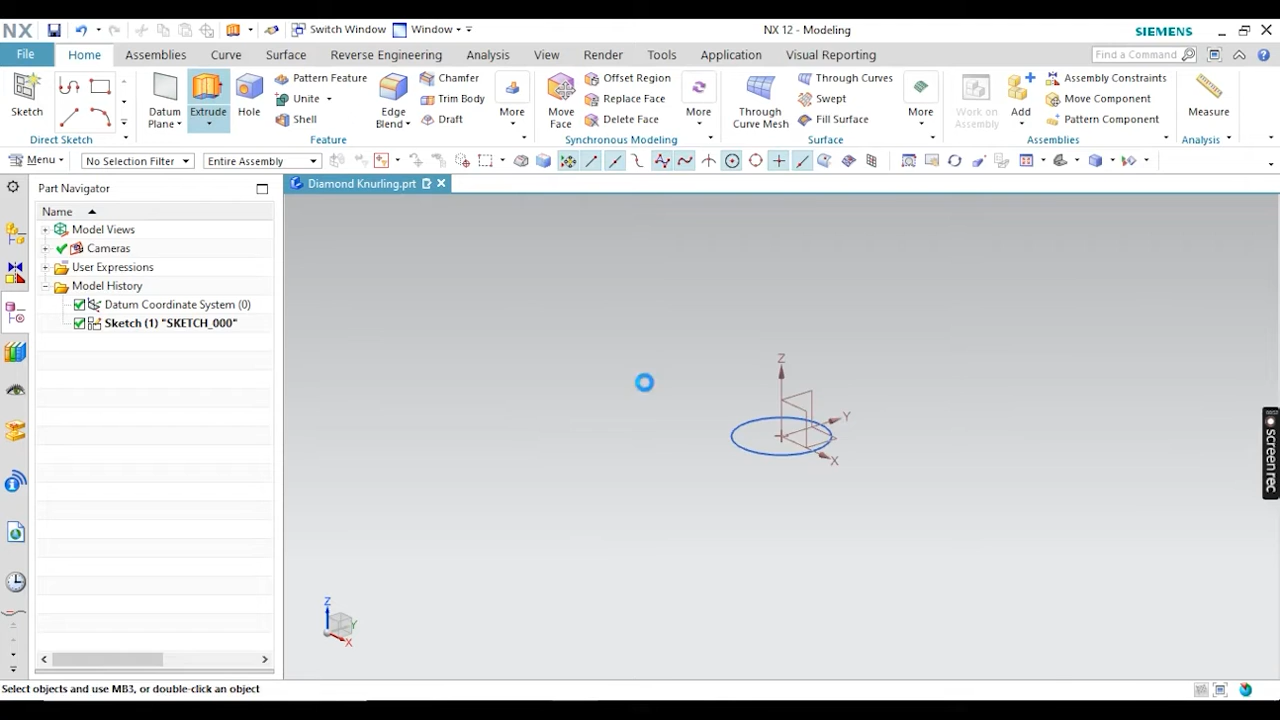 NX
Switch Window
Window
NX 12 - Modeling
SIEMENS
File
Home
Assemblies
Curve
Surface
Reverse Engineering
Analysis
View
Render
Tools
Application
Visual Reporting
Find a Command
Sketch
Direct Sketch
Datum Plane
Extrude
Hole
Pattern Feature
Unite
Shell
Edge Blend
Chamfer
Trim Body
Draft
More
Feature
Move Face
Offset Region
Replace Face
Delete Face
More
Synchronous Modeling
Through Curve Mesh
Through Curves
Swept
Fill Surface
More
Surface
Work on Assembly
Add
Assembly Constraints
Move Component
Pattern Component
Assemblies
Measure
Analysis
Menu
No Selection Filter
Entire Assembly
Part Navigator
Diamond Knurling.prt
Name
Model Views
Cameras
User Expressions
Model History
Datum Coordinate System (0)
Sketch (1) "SKETCH_000"
Z
Y
X
Z
Y
X
screenrec
Select objects and use MB3, or double-click an object